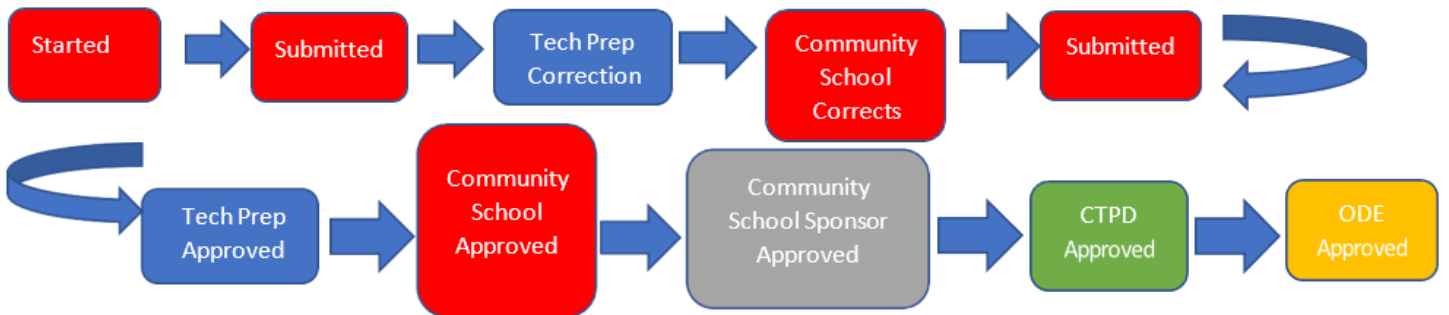 Started
Submitted
Tech Prep
Correction
Community
School
Corrects
Submitted
Tech Prep
Approved
Community
School
Approved
Community
School Sponsor
Approved
CTPD
Approved
ODE
Approved